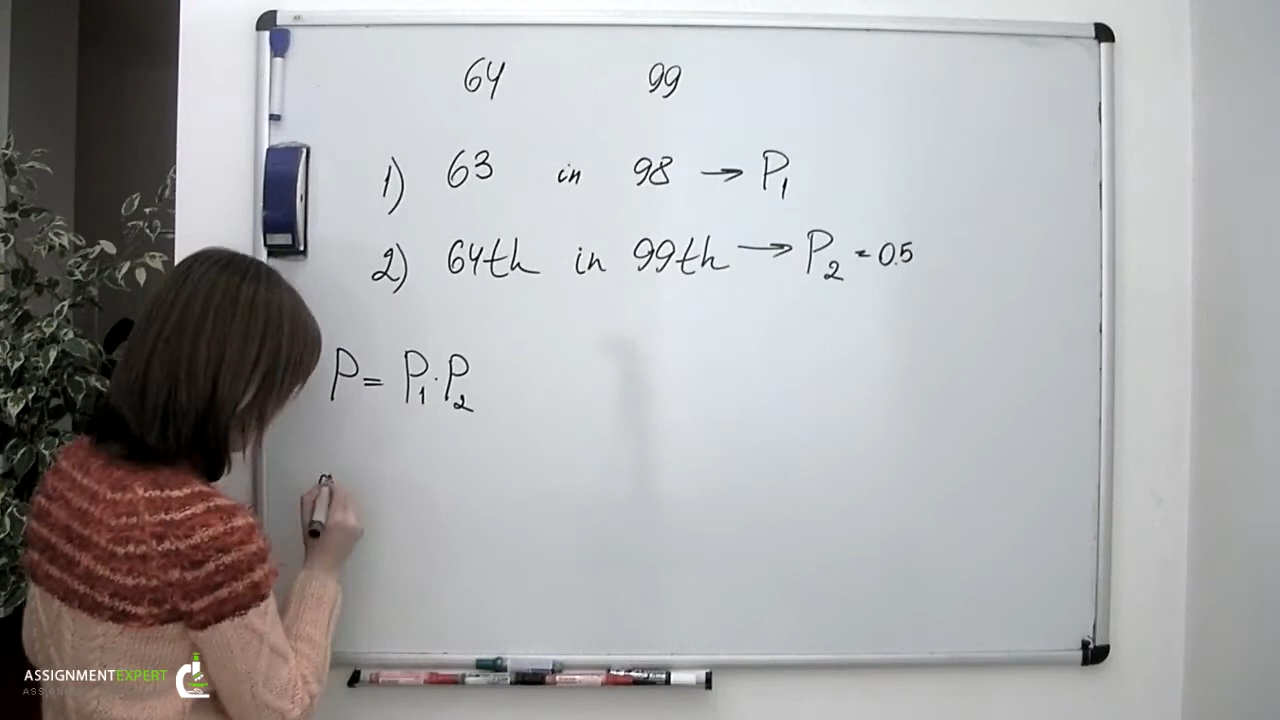 64 99
1) 63 in 98 → P1
2) 64th in 99th → P2 = 0.5
P = P1 · P2
ASSIGNMENTEXPERT